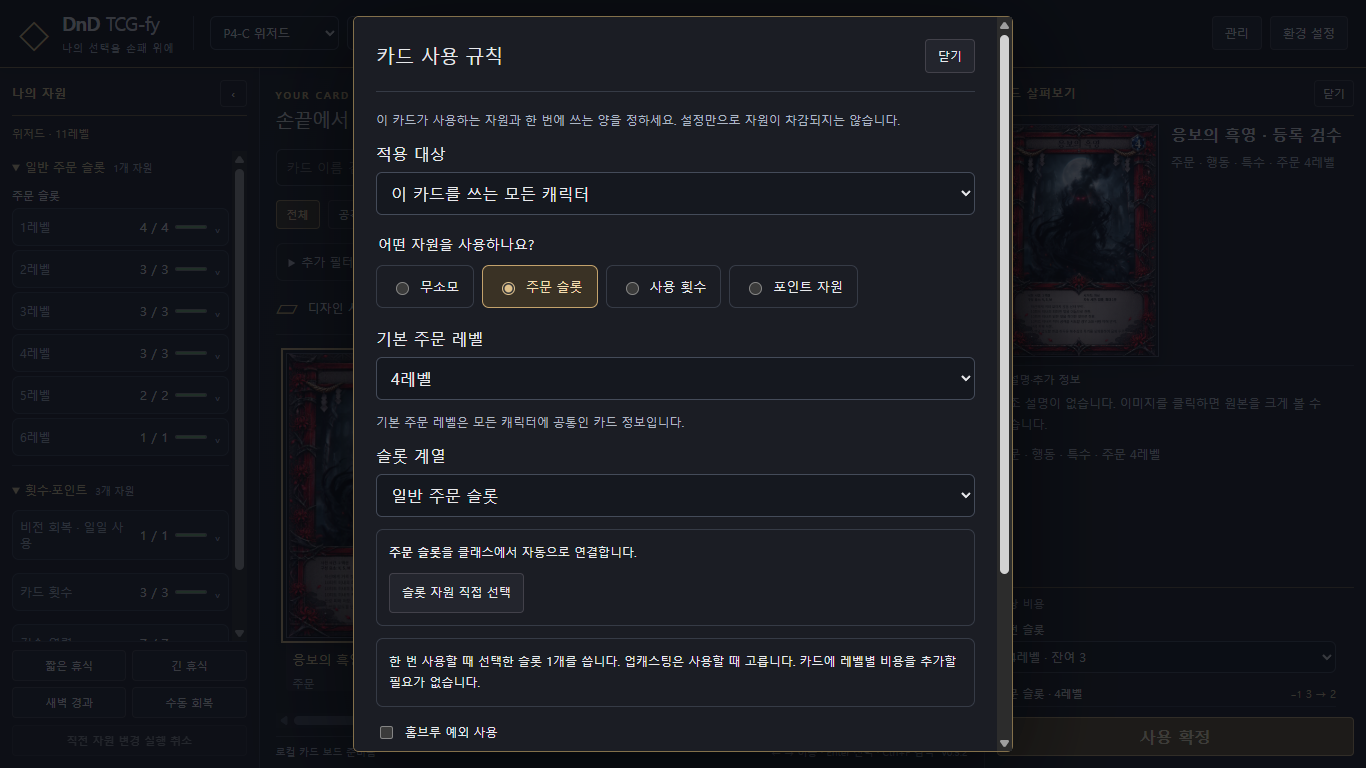 DnD TCG-fy
나의 선택을 손패 위에
P4-C 위저드
관리
환경 설정
나의 자원
위저드 · 11레벨
▼ 일반 주문 슬롯 1개 자원
주문 슬롯
1레벨 4 / 4
2레벨 3 / 3
3레벨 3 / 3
4레벨 3 / 3
5레벨 2 / 2
6레벨 1 / 1
▼ 횟수·포인트 3개 자원
비전 회복 · 일일 사
용 1 / 1
카드 횟수 3 / 3
짧은 휴식
긴 휴식
새벽 경과
수동 회복
직전 자원 변경 실행 취소
YOUR CARD
손끝에서
카드 이름
전체
▶ 추가 필터
디자인
응보의 흑
주문
카드 사용 규칙
닫기
이 카드가 사용하는 자원과 한 번에 쓰는 양을 정하세요. 설정만으로 자원이 차감되지는 않습니다.
적용 대상
이 카드를 쓰는 모든 캐릭터
어떤 자원을 사용하나요?
무소모
주문 슬롯
사용 횟수
포인트 자원
기본 주문 레벨
4레벨
기본 주문 레벨은 모든 캐릭터에 공통인 카드 정보입니다.
슬롯 계열
일반 주문 슬롯
주문 슬롯을 클래스에서 자동으로 연결합니다.
슬롯 자원 직접 선택
한 번 사용할 때 선택한 슬롯 1개를 씁니다. 업캐스팅은 사용할 때 고릅니다. 카드에 레벨별 비용을 추가할
필요가 없습니다.
홈브루 예외 사용
살펴보기
닫기
응보의 흑영 · 등록 검수
주문 · 행동 · 특수 · 주문 4레벨
추가 정보
설명이 없습니다. 이미지를 클릭하면 원본을 크게 볼 수
습니다.
· 행동 · 특수 · 주문 4레벨
비용
슬롯
레벨 · 잔여 3
슬롯 · 4레벨 −1 3 → 2
사용 확정